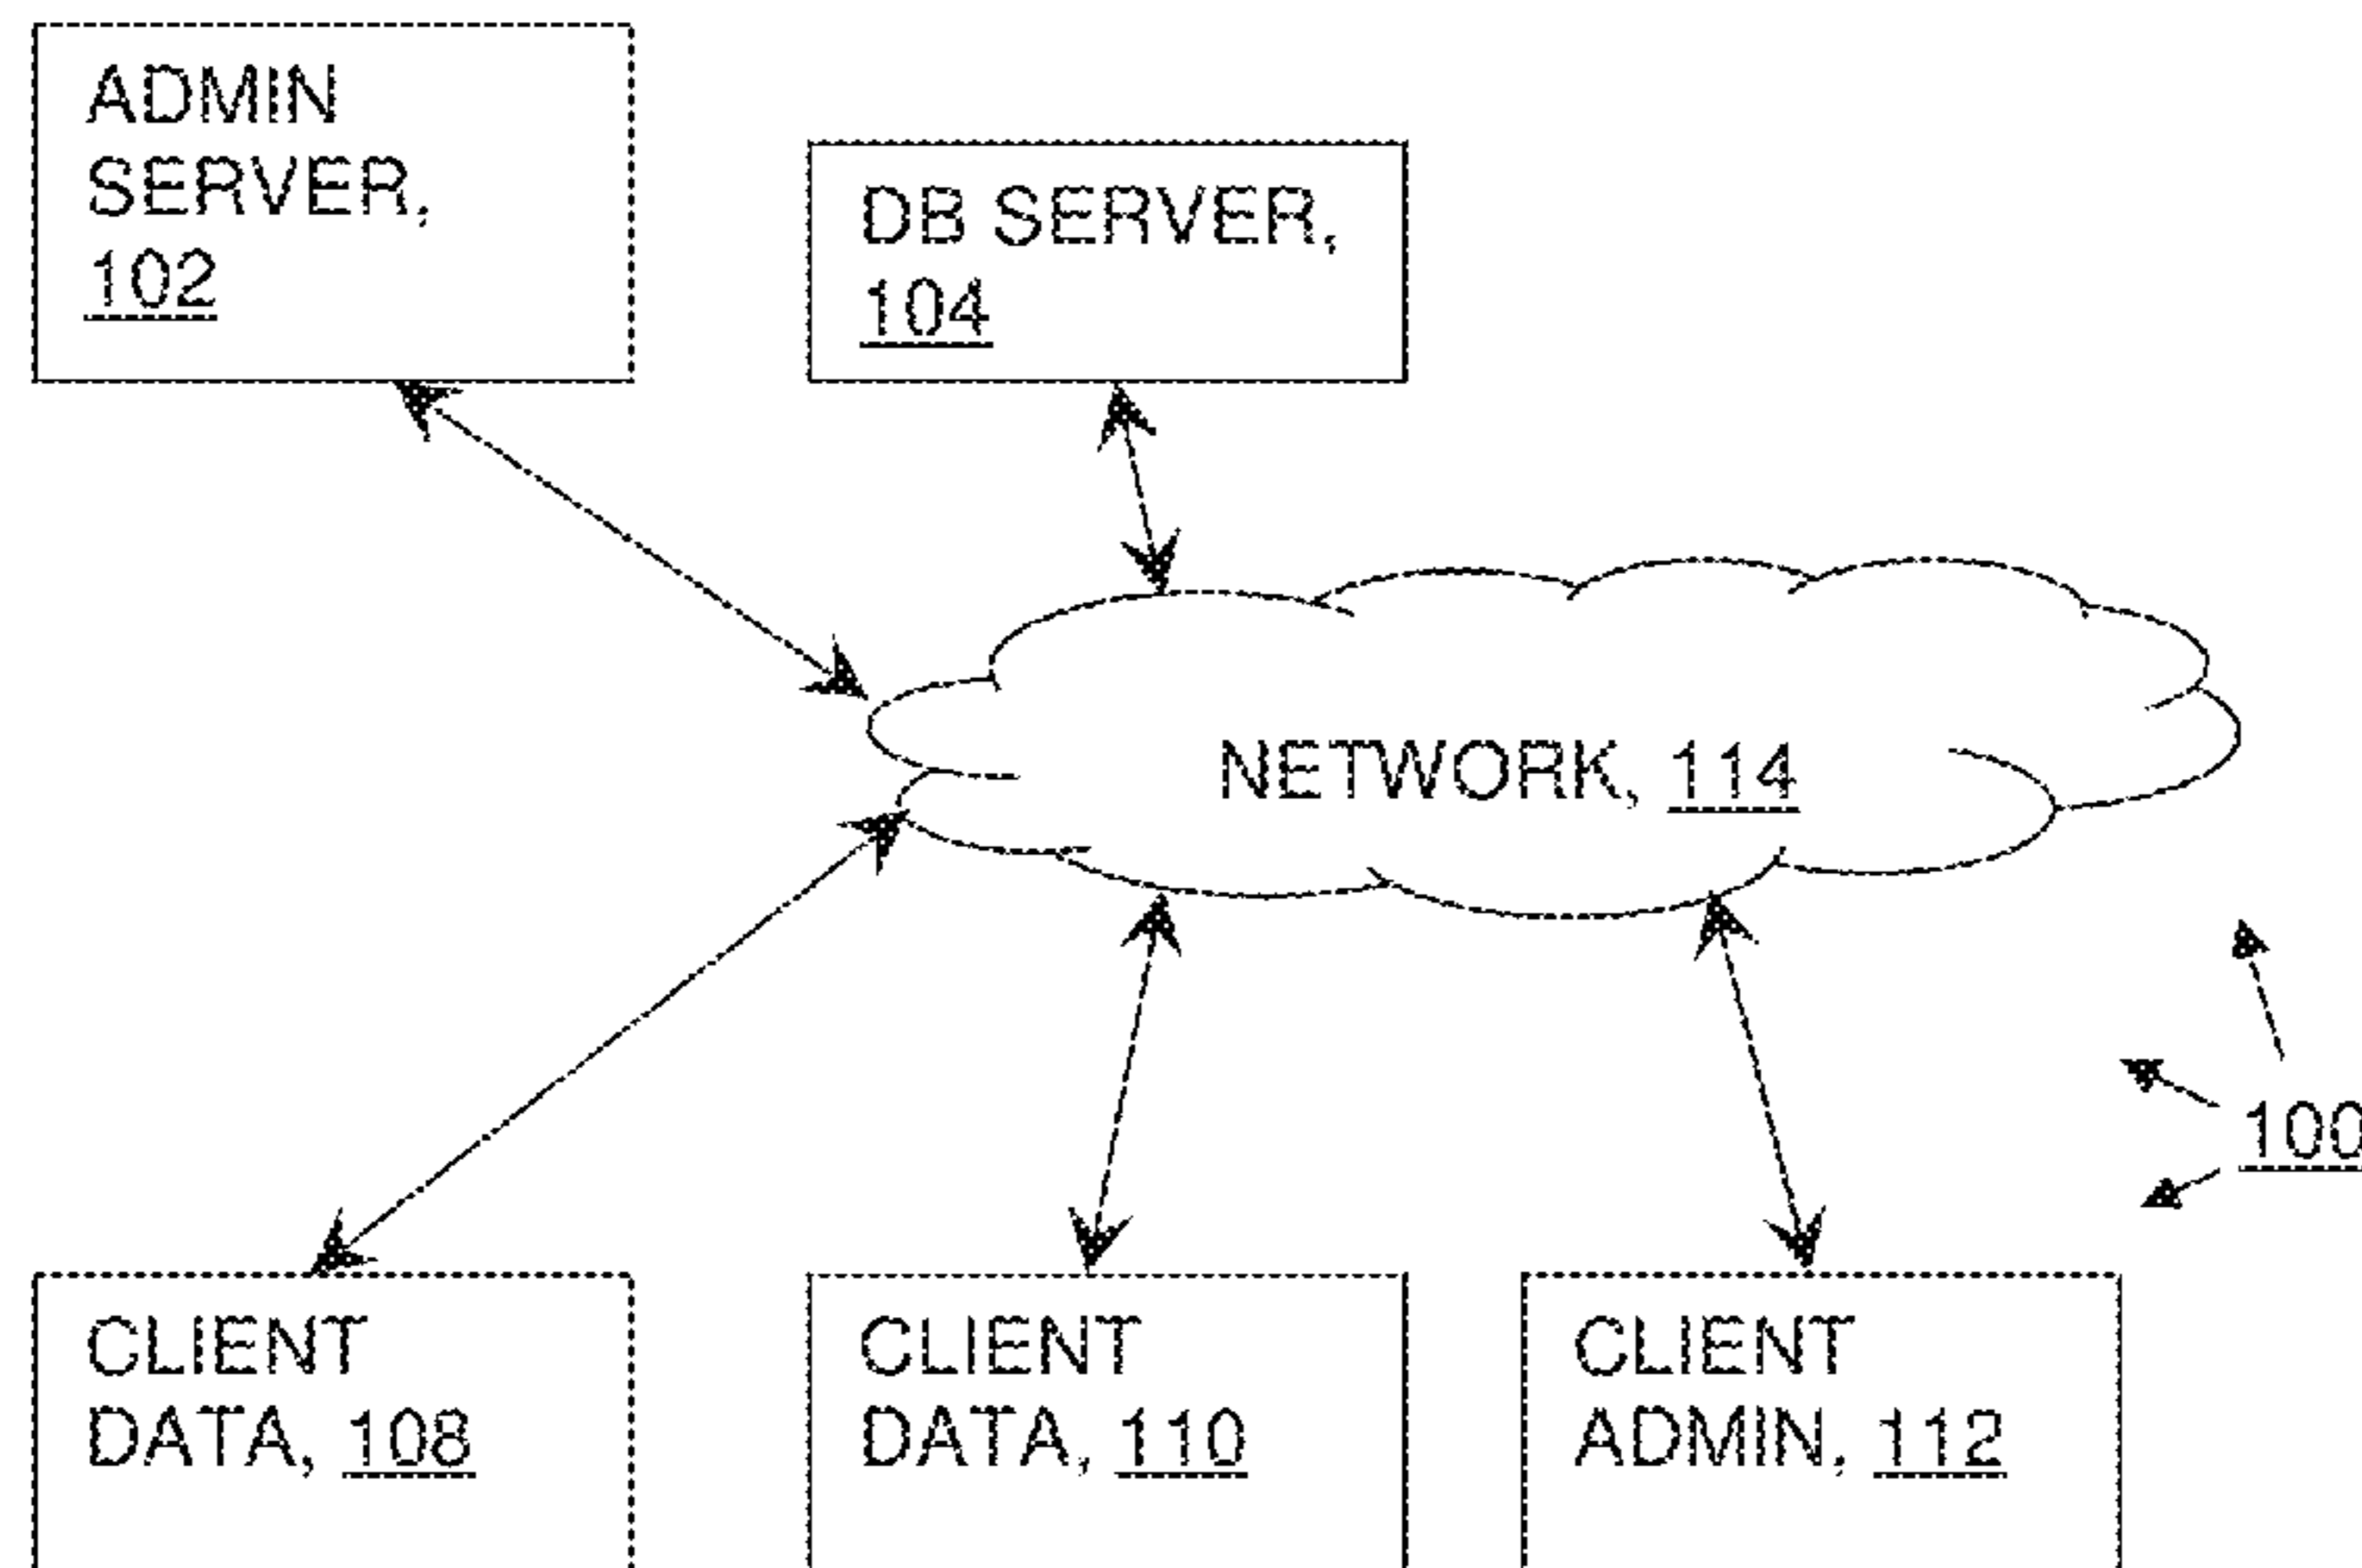 ADMIN
SERVER,
102
DB SERVER,
104
NETWORK, 114
100
CLIENT
DATA, 108
CLIENT
DATA, 110
CLIENT
ADMIN, 112